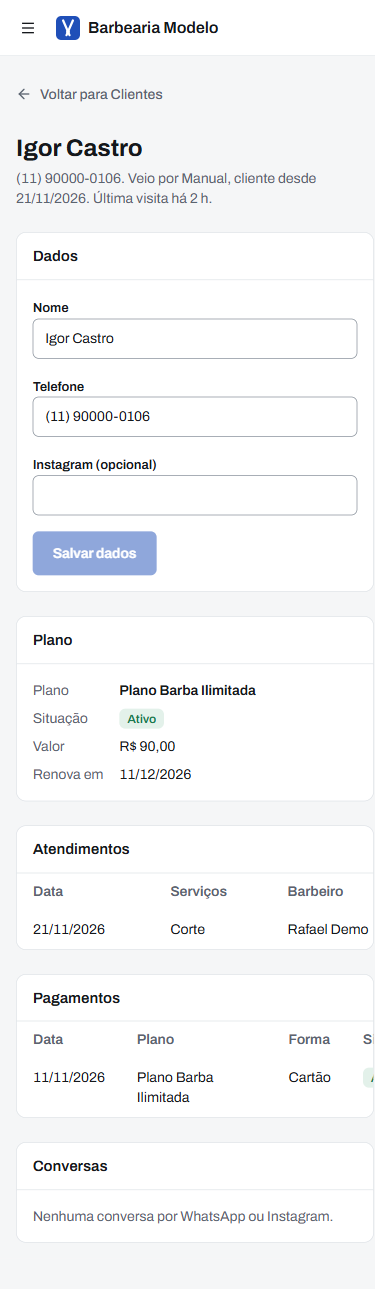 Barbearia Modelo
Voltar para Clientes
Igor Castro
(11) 90000-0106. Veio por Manual, cliente desde
21/11/2026. Última visita há 2 h.
Dados
Nome
Igor Castro
Telefone
(11) 90000-0106
Instagram (opcional)
Salvar dados
Plano
Plano Plano Barba Ilimitada
Situação Ativo
Valor R$ 90,00
Renova em 11/12/2026
Atendimentos
Data Serviços Barbeiro
21/11/2026 Corte Rafael Demo
Pagamentos
Data Plano Forma
11/11/2026 Plano Barba Cartão
Ilimitada
Conversas
Nenhuma conversa por WhatsApp ou Instagram.